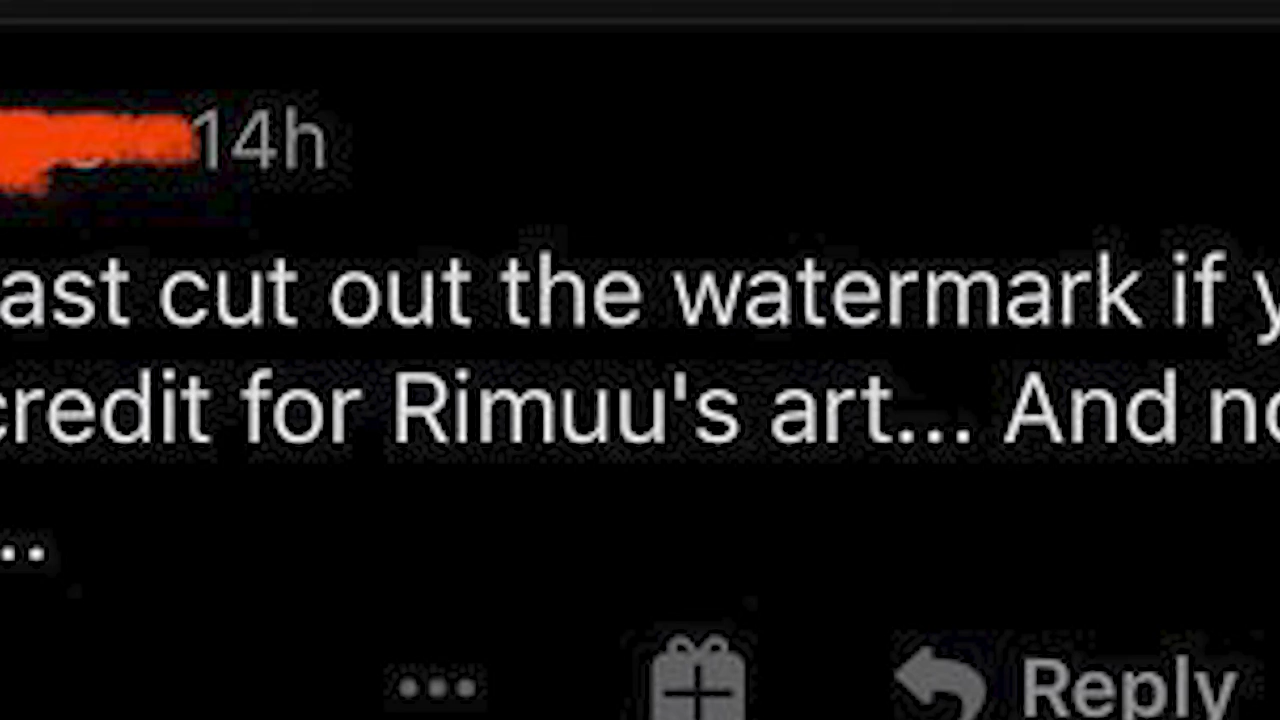 14h
ast cut out the watermark if y
credit for Rimuu's art... And no
..
... Reply